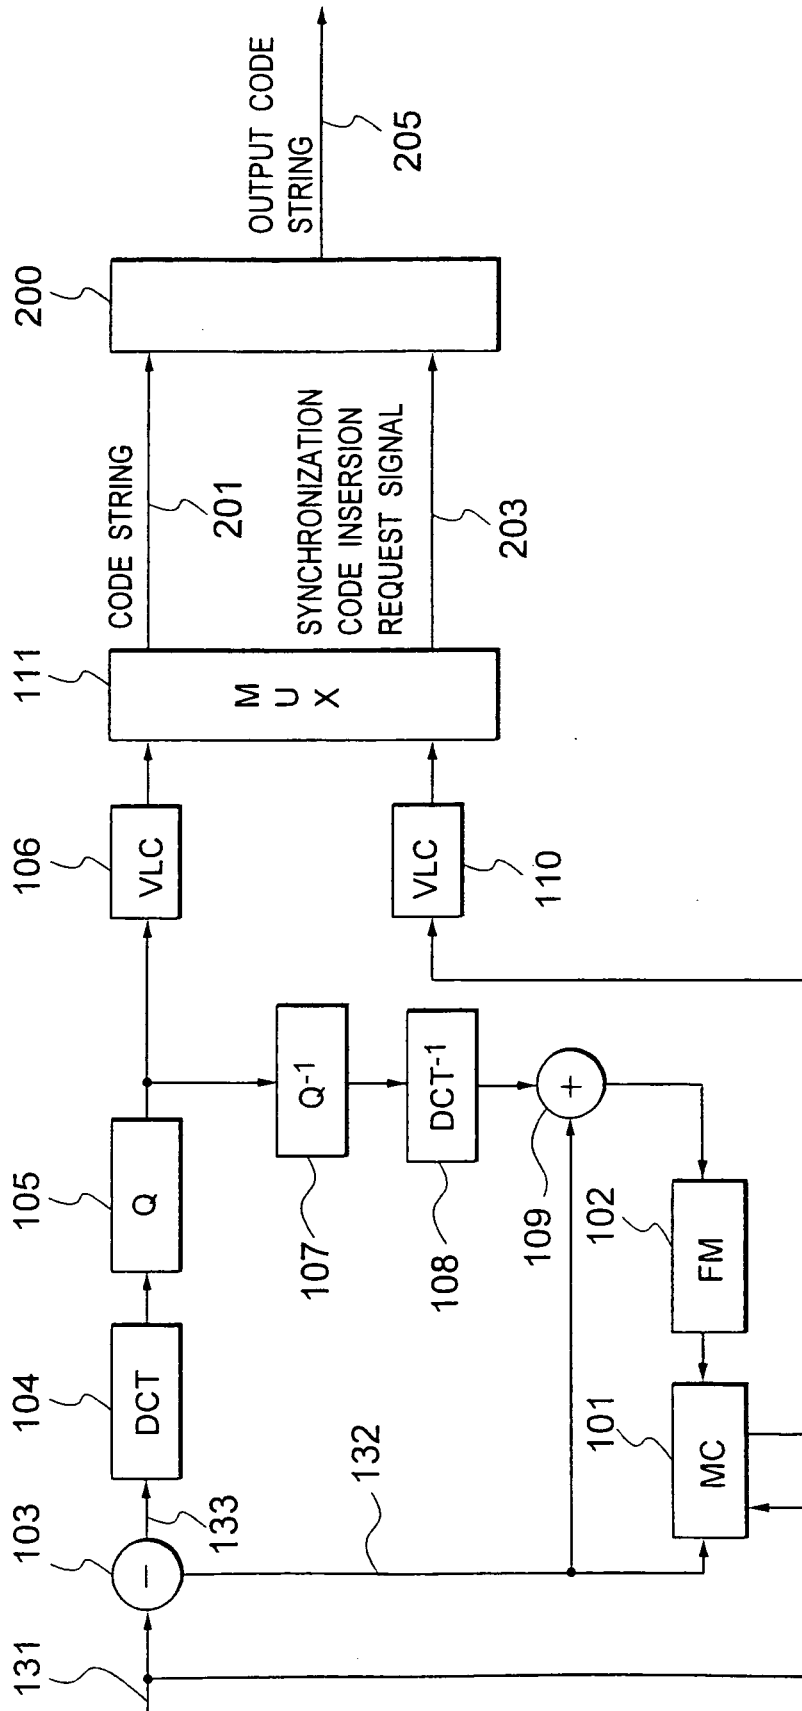 131
103
133
104
DCT
105
Q
106
VLC
111
MUX
CODE STRING
201
200
OUTPUT CODE
STRING
205
SYNCHRONIZATION
CODE INSERSION
REQUEST SIGNAL
203
VLC
110
Q-1
107
DCT-1
108
109
+
-
132
102
FM
101
MC